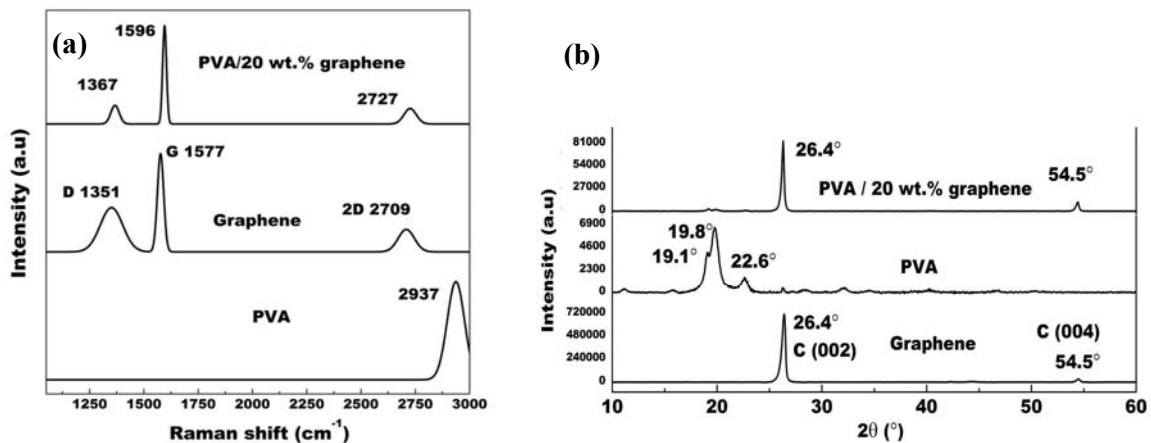 (a)
1596
PVA/20 wt.% graphene
1367
2727
G 1577
D 1351
2D 2709
Graphene
2937
PVA
Intensity (a.u)
1250 1500 1750 2000 2250 2500 2750 3000
Raman shift (cm⁻¹)
(b)
81000
54000
27000
0
26.4°
54.5°
PVA / 20 wt.% graphene
6900
4600
2300
0
19.8°
19.1°
22.6°
PVA
720000
480000
240000
0
26.4°
C (002)
Graphene
C (004)
54.5°
Intensity (a.u)
10 20 30 40 50 60
2θ (°)